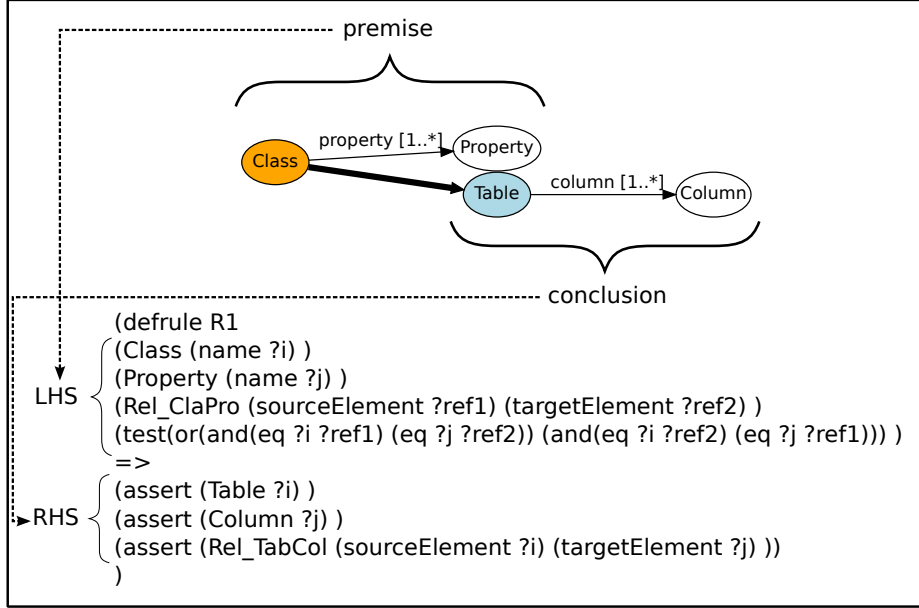 premise
property [1..*]
Property
Class
Table
column [1..*]
Column
conclusion
(defrule R1
(Class (name ?i) )
(Property (name ?j) )
LHS
(Rel_ClaPro (sourceElement ?ref1) (targetElement ?ref2) )
(test(or(and(eq ?i ?ref1) (eq ?j ?ref2)) (and(eq ?i ?ref2) (eq ?j ?ref1))) )
=>
(assert (Table ?i) )
RHS
(assert (Column ?j) )
(assert (Rel_TabCol (sourceElement ?i) (targetElement ?j) ))
)